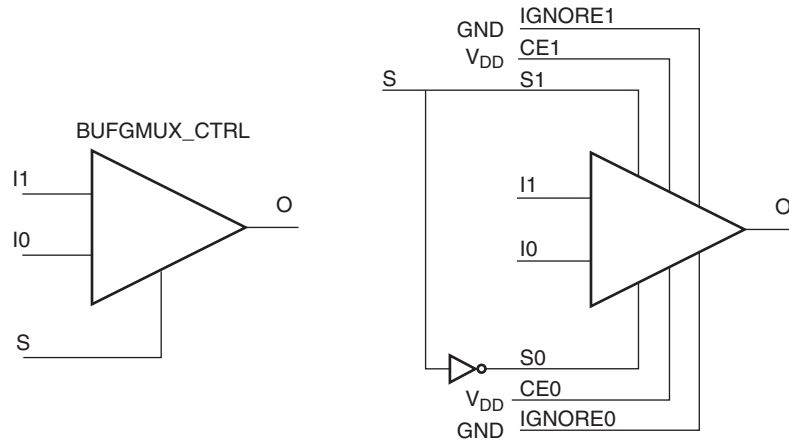 BUFGMUX_CTRL
I1
I0
O
S
GND IGNORE1
VDD CE1
S S1
I1
I0
O
S0
VDD CE0
GND IGNORE0